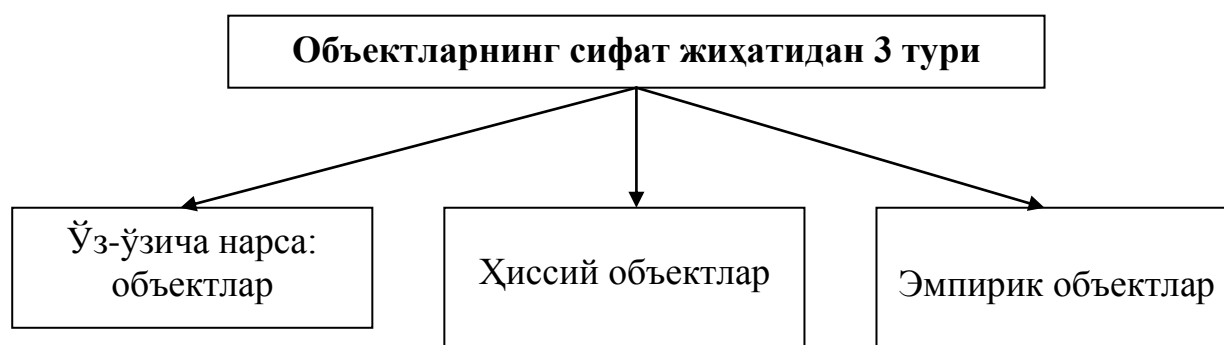 Объектларнинг сифат жиҳатидан 3 тури
Ўз-ўзича нарса:
объектлар
Ҳиссий объектлар
Эмпирик объектлар